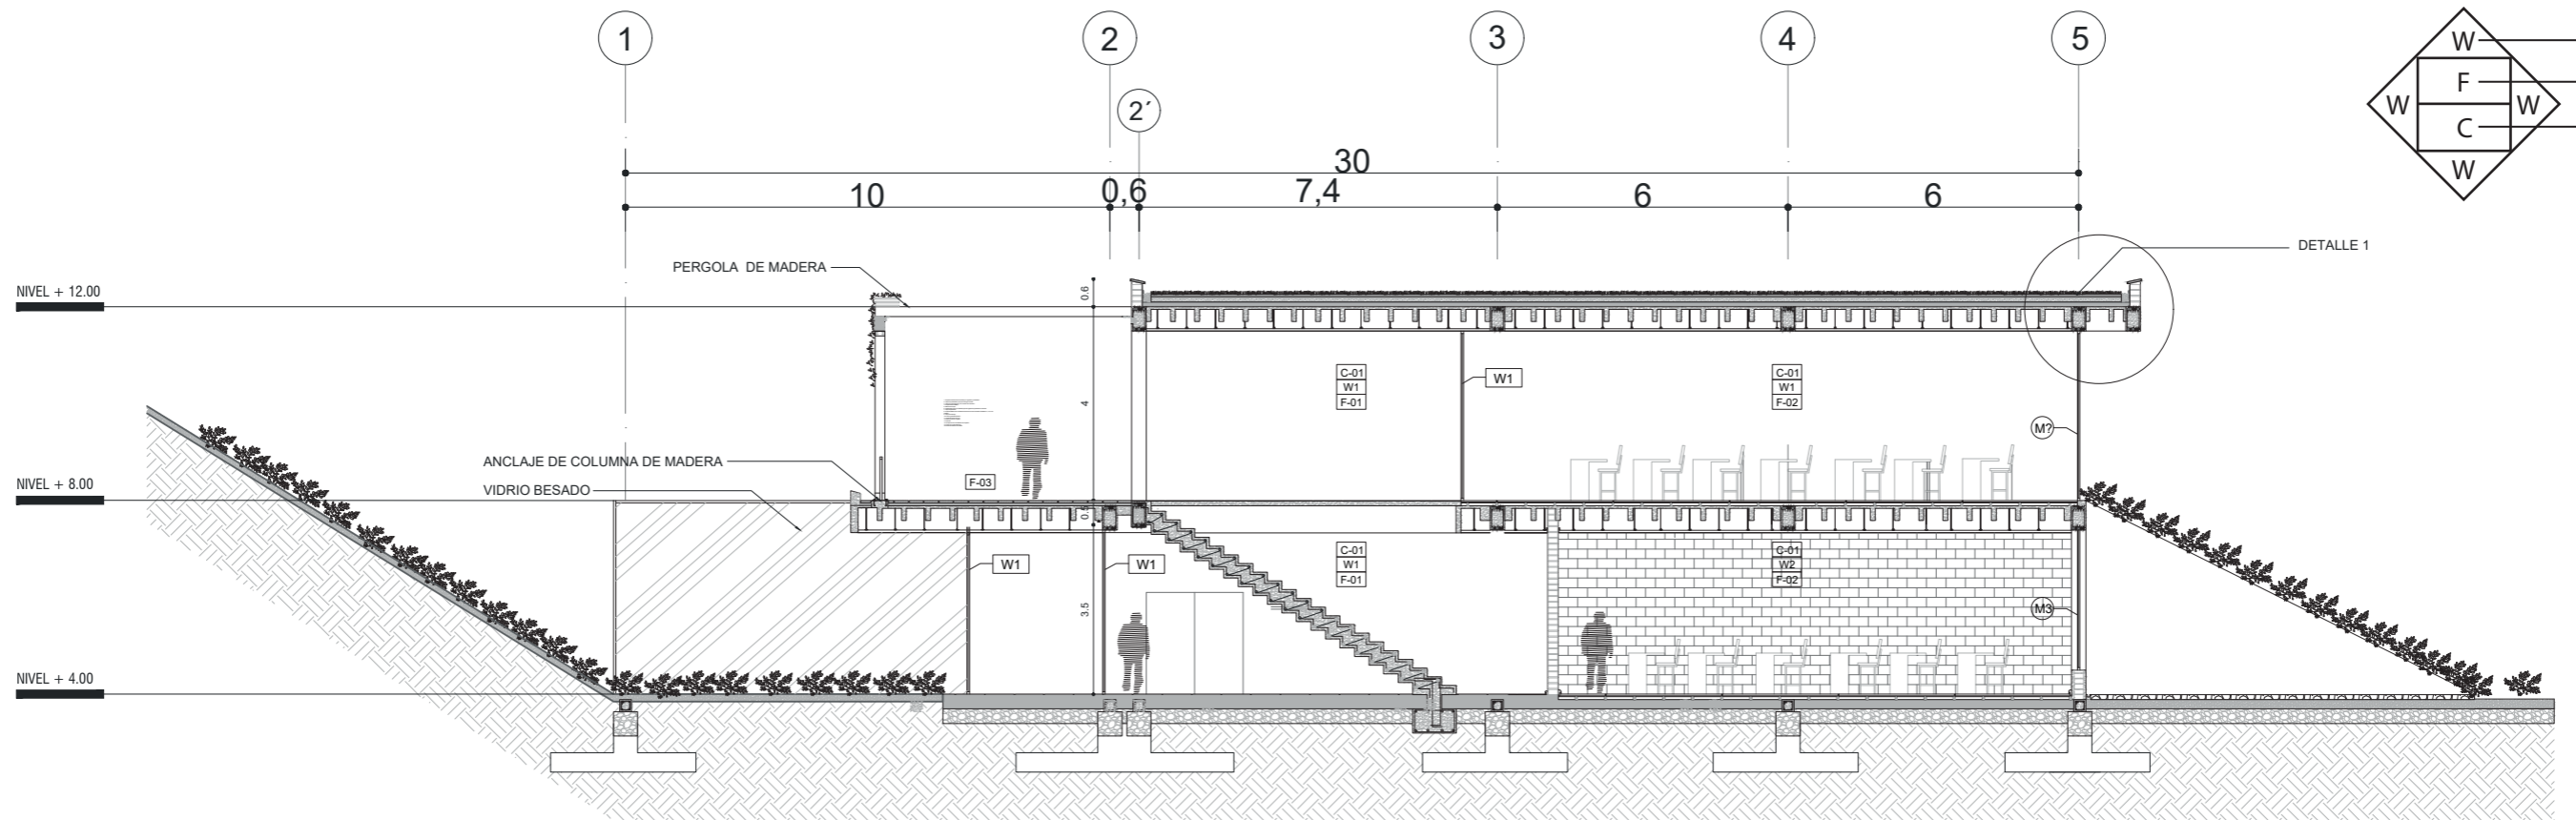 1
2
3
4
5
2´
W
F
W
W
C
W
30
10
0,6
7,4
6
6
DETALLE 1
PERGOLA DE MADERA
NIVEL + 12.00
0.6
C-01
W1
F-01
W1
C-01
W1
F-02
4
M?
ANCLAJE DE COLUMNA DE MADERA
F-03
NIVEL + 8.00
VIDRIO BESADO
0.5
W1
W1
C-01
W1
F-01
C-01
W2
F-02
3.5
M3
NIVEL + 4.00